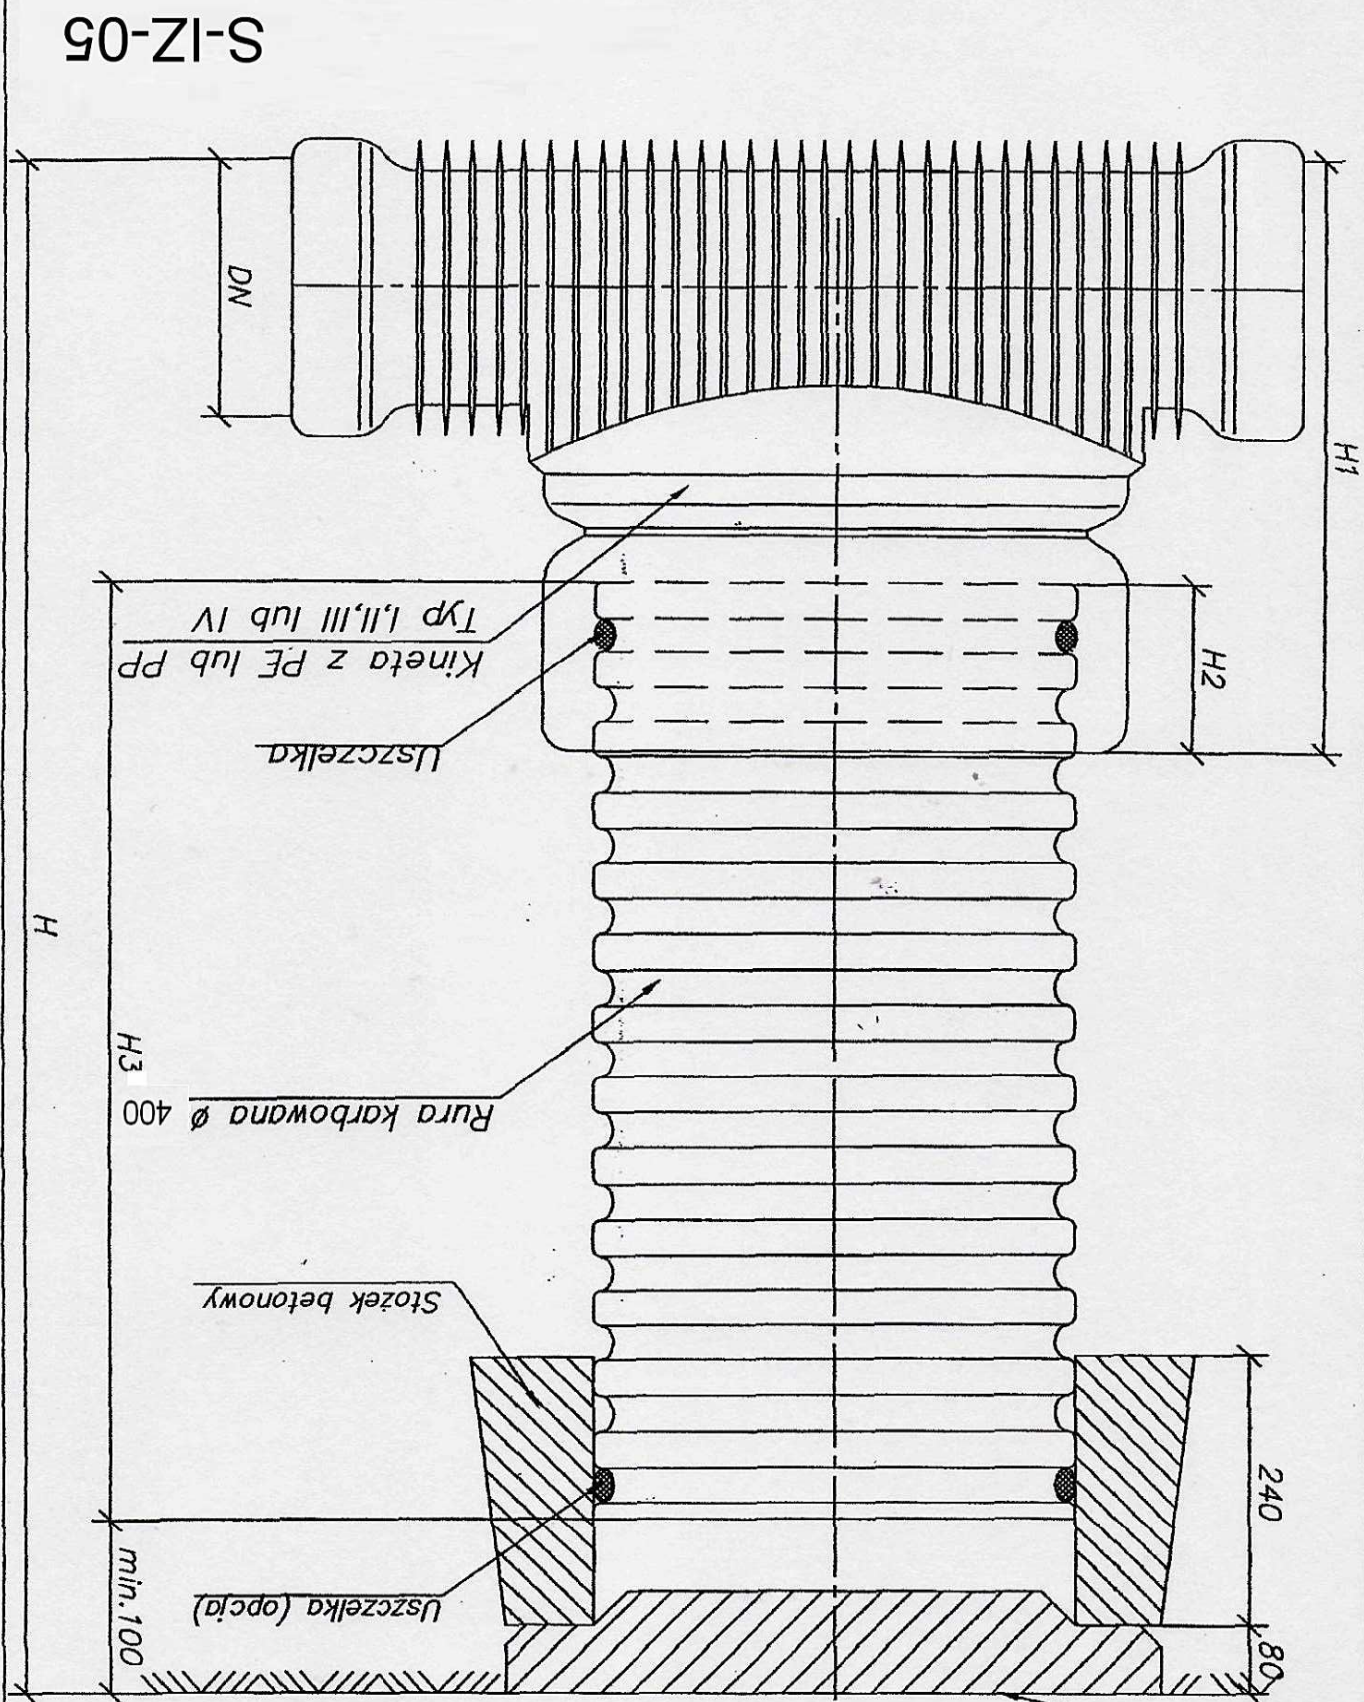 80
min.100
240
Uszczelka (opcja)
Stożek betonowy
Rura karbowana ø 400
H3
H
Uszczelka
H2
Kineta z PE lub PP
Typ I,II,III lub IV
H1
DN
S-IZ-05